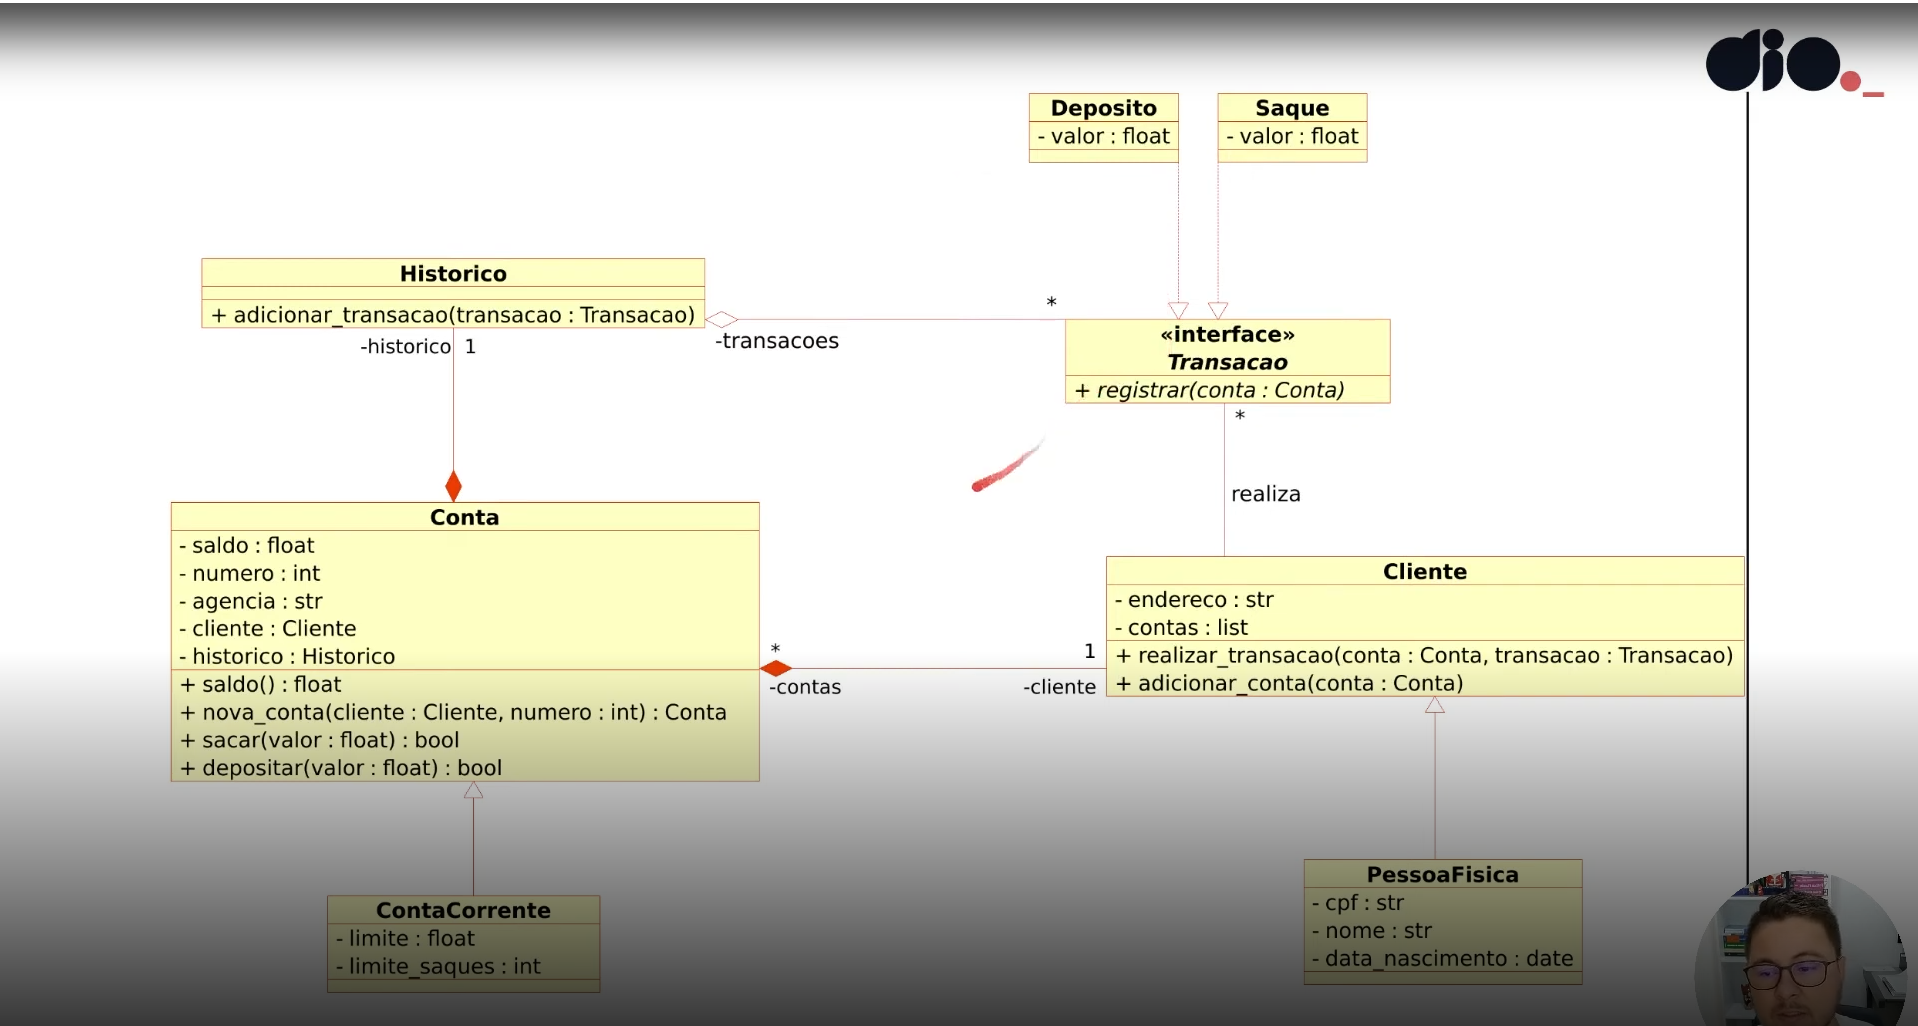 dio._
Deposito
- valor : float
Saque
- valor : float
Historico
+ adicionar_transacao(transacao : Transacao)
-historico 1
-transacoes
*
«interface»
Transacao
+ registrar(conta : Conta)
*
realiza
Conta
- saldo : float
- numero : int
- agencia : str
- cliente : Cliente
- historico : Historico
+ saldo() : float
+ nova_conta(cliente : Cliente, numero : int) : Conta
+ sacar(valor : float) : bool
+ depositar(valor : float) : bool
*
-contas
1
-cliente
Cliente
- endereco : str
- contas : list
+ realizar_transacao(conta : Conta, transacao : Transacao)
+ adicionar_conta(conta : Conta)
ContaCorrente
- limite : float
- limite_saques : int
PessoaFisica
- cpf : str
- nome : str
- data_nascimento : date